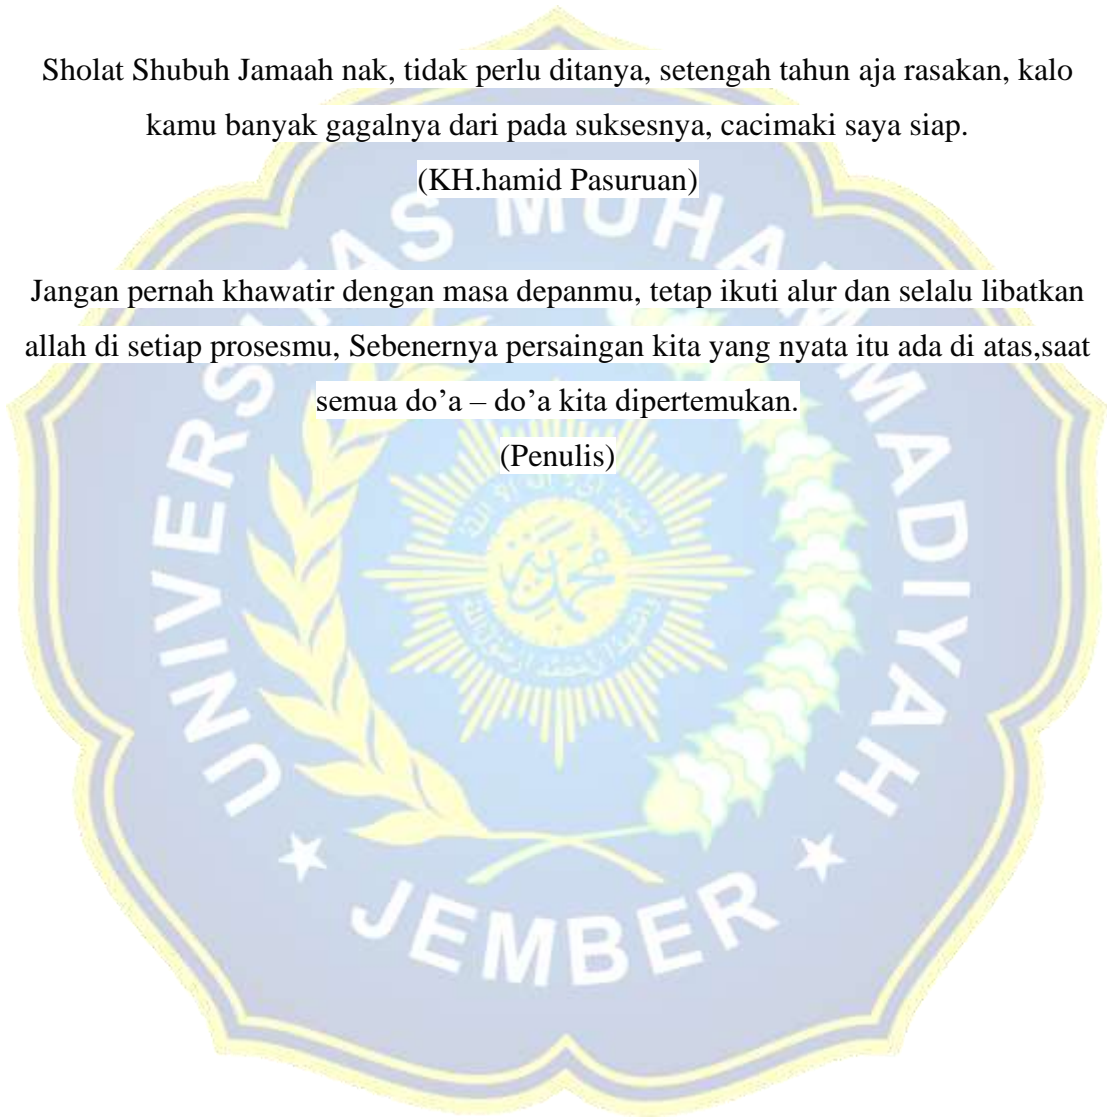 Sholat Shubuh Jamaah nak, tidak perlu ditanya, setengah tahun aja rasakan, kalo
kamu banyak gagalnya dari pada suksesnya, cacimaki saya siap.
(KH.hamid Pasuruan)
Jangan pernah khawatir dengan masa depanmu, tetap ikuti alur dan selalu libatkan
allah di setiap prosesmu, Sebenernya persaingan kita yang nyata itu ada di atas,saat
semua do’a – do’a kita dipertemukan.
(Penulis)
UNIVERSITAS MUHAMMADIYAH
JEMBER
محمدية